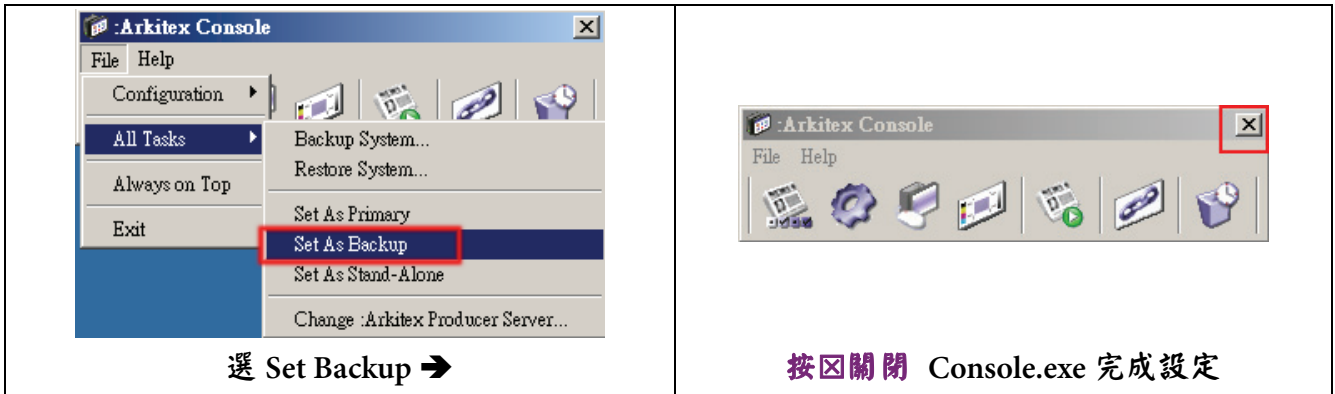 :Arkitex Console
File Help
Configuration
All Tasks
Always on Top
Exit
Backup System...
Restore System...
Set As Primary
Set As Backup
Set As Stand-Alone
Change :Arkitex Producer Server...
選 Set Backup ➔
:Arkitex Console
File Help
按☒關閉 Console.exe 完成設定